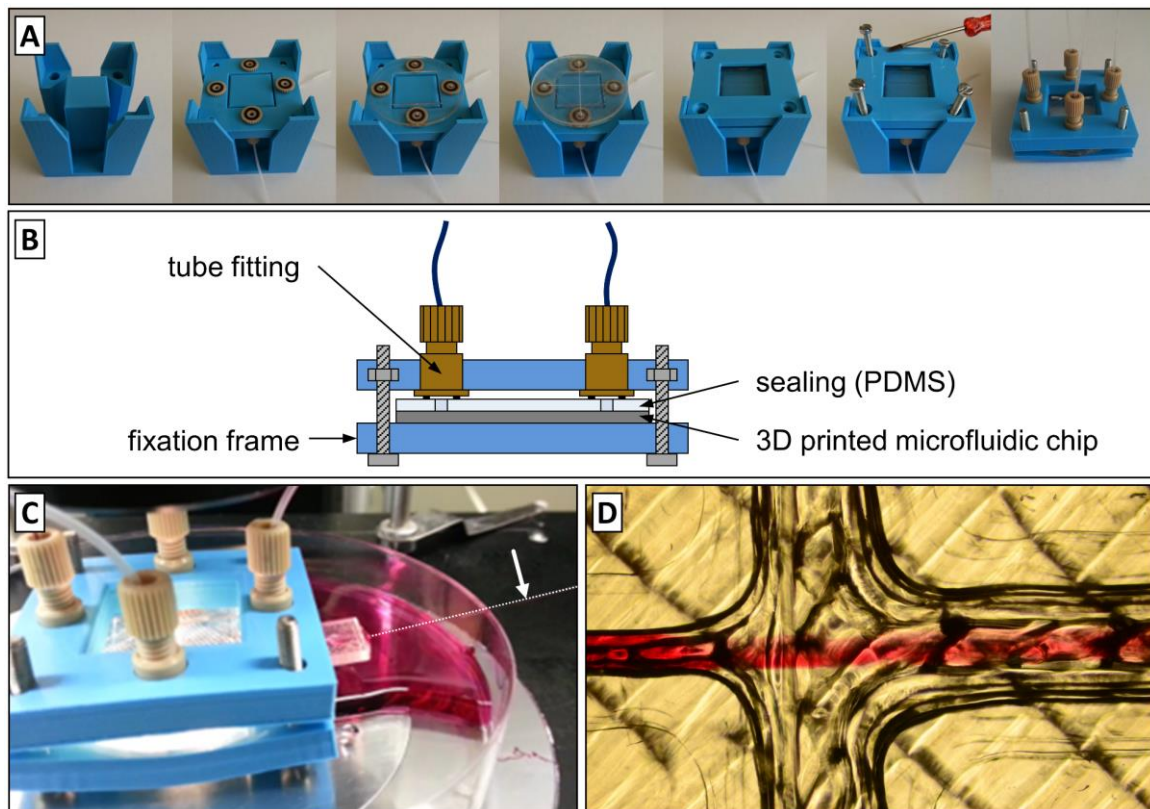 A
B
tube fitting
sealing (PDMS)
fixation frame
3D printed microfluidic chip
C
D